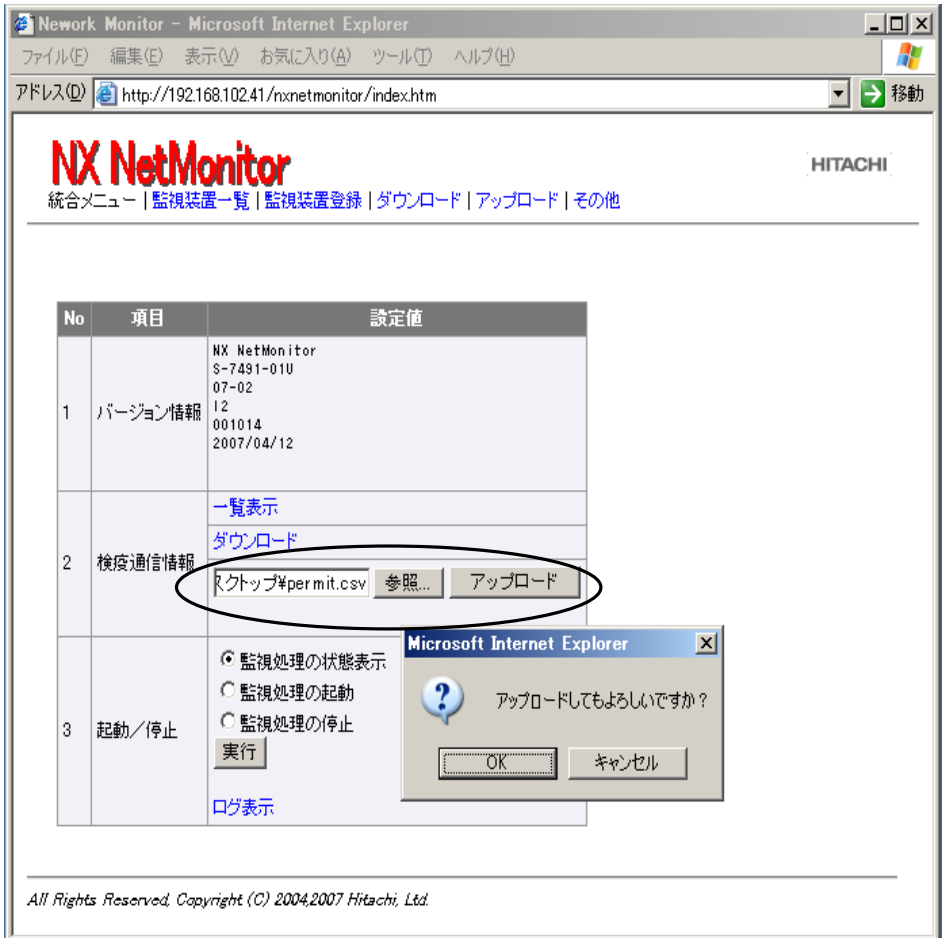 Nework Monitor - Microsoft Internet Explorer
ファイル(F) 編集(E) 表示(V) お気に入り(A) ツール(T) ヘルプ(H)
アドレス(D) http://192.168.102.41/nxnetmonitor/index.htm 移動
NX NetMonitor
HITACHI
統合メニュー | 監視装置一覧 | 監視装置登録 | ダウンロード | アップロード | その他
No 項目 設定値
NX NetMonitor
S-7491-01U
07-02
I2
001014
2007/04/12
1 バージョン情報
一覧表示
ダウンロード
2 検疫通信情報
スクトップ¥permit.csv 参照... アップロード
監視処理の状態表示
監視処理の起動
監視処理の停止
3 起動／停止
実行
ログ表示
Microsoft Internet Explorer
アップロードしてもよろしいですか？
OK キャンセル
All Rights Reserved, Copyright (C) 2004,2007 Hitachi, Ltd.